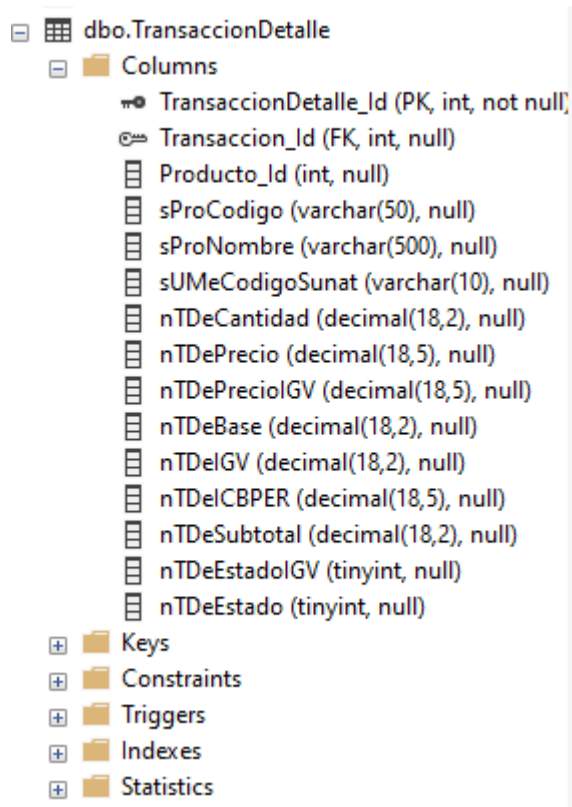 dbo.TransaccionDetalle
Columns
TransaccionDetalle_Id (PK, int, not null)
Transaccion_Id (FK, int, null)
Producto_Id (int, null)
sProCodigo (varchar(50), null)
sProNombre (varchar(500), null)
sUMeCodigoSunat (varchar(10), null)
nTDeCantidad (decimal(18,2), null)
nTDePrecio (decimal(18,5), null)
nTDePrecioIGV (decimal(18,5), null)
nTDeBase (decimal(18,2), null)
nTDeIGV (decimal(18,2), null)
nTDeICBPER (decimal(18,5), null)
nTDeSubtotal (decimal(18,2), null)
nTDeEstadoIGV (tinyint, null)
nTDeEstado (tinyint, null)
Keys
Constraints
Triggers
Indexes
Statistics